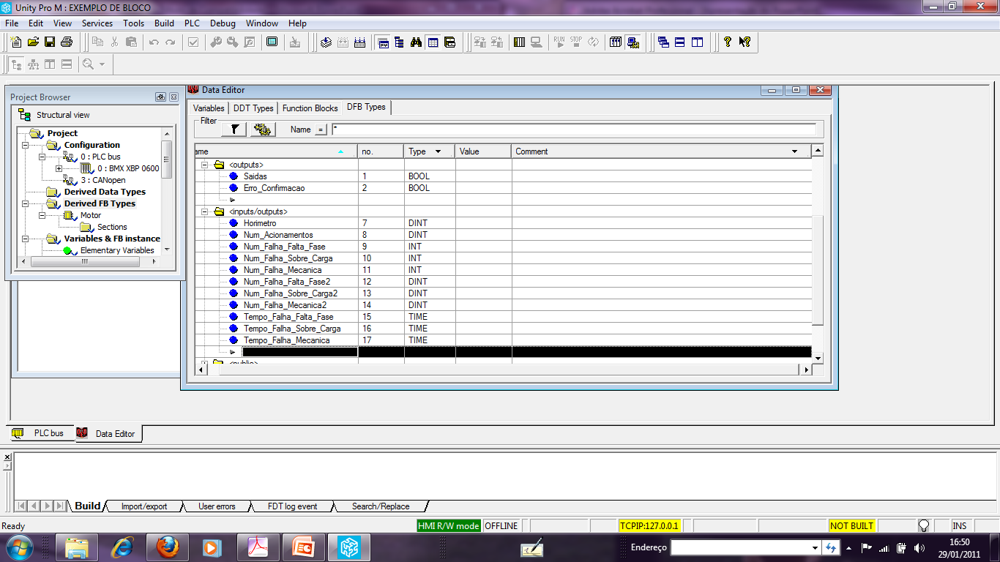 Unity Pro M : EXEMPLO DE BLOCO
File Edit View Services Tools Build PLC Debug Window Help
RUN STOP
Project Browser
Structural view
Project
Configuration
0 : PLC bus
0 : BMX XBP 0600
3 : CANopen
Derived Data Types
Derived FB Types
Motor
Sections
Variables & FB instance
Elementary Variables
Data Editor
Variables DDT Types Function Blocks DFB Types
Filter
Name = *
ame no. Type Value Comment
<outputs>
Saidas 1 BOOL
Erro_Confirmacao 2 BOOL
<inputs/outputs>
Horimetro 7 DINT
Num_Acionamentos 8 DINT
Num_Falha_Falta_Fase 9 INT
Num_Falha_Sobre_Carga 10 INT
Num_Falha_Mecanica 11 INT
Num_Falha_Falta_Fase2 12 DINT
Num_Falha_Sobre_Carga2 13 DINT
Num_Falha_Mecanica2 14 DINT
Tempo_Falha_Falta_Fase 15 TIME
Tempo_Falha_Sobre_Carga 16 TIME
Tempo_Falha_Mecanica 17 TIME
<public>
PLC bus Data Editor
Build Import/export User errors FDT log event Search/Replace
Ready HMI R/W mode OFFLINE TCPIP:127.0.0.1 NOT BUILT INS
Endereço
16:50
29/01/2011